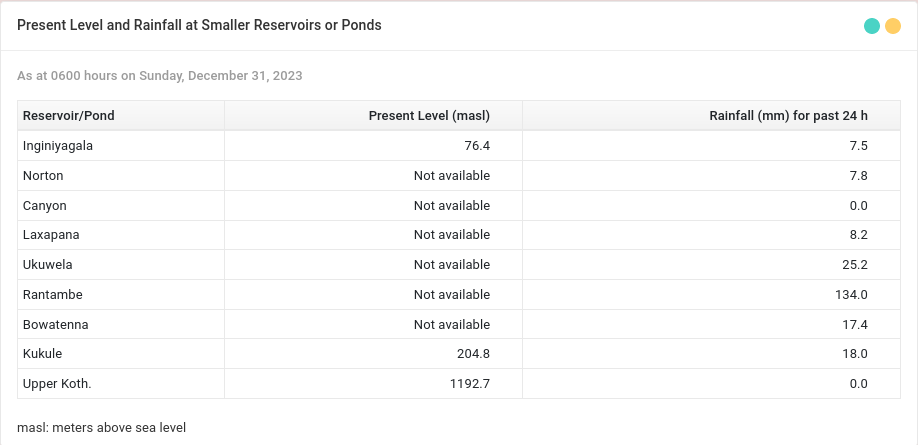 Present Level and Rainfall at Smaller Reservoirs or Ponds
As at 0600 hours on Sunday, December 31, 2023
Reservoir/Pond Present Level (masl) Rainfall (mm) for past 24 h
Inginiyagala 76.4 7.5
Norton Not available 7.8
Canyon Not available 0.0
Laxapana Not available 8.2
Ukuwela Not available 25.2
Rantambe Not available 134.0
Bowatenna Not available 17.4
Kukule 204.8 18.0
Upper Koth. 1192.7 0.0
masl: meters above sea level